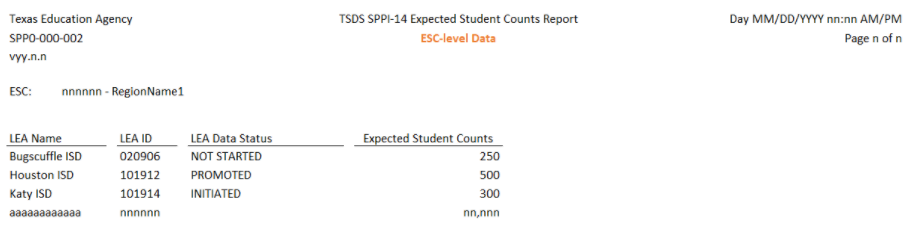 Texas Education Agency TSDS SPPI-14 Expected Student Counts Report Day MM/DD/YYYY nn:nn AM/PM
SPP0-000-002 ESC-level Data Page n of n
vyy.n.n
ESC: nnnnnn - RegionName1
LEA Name LEA ID LEA Data Status Expected Student Counts
Bugscuffle ISD 020906 NOT STARTED 250
Houston ISD 101912 PROMOTED 500
Katy ISD 101914 INITIATED 300
aaaaaaaaaaaa nnnnnn nn,nnn